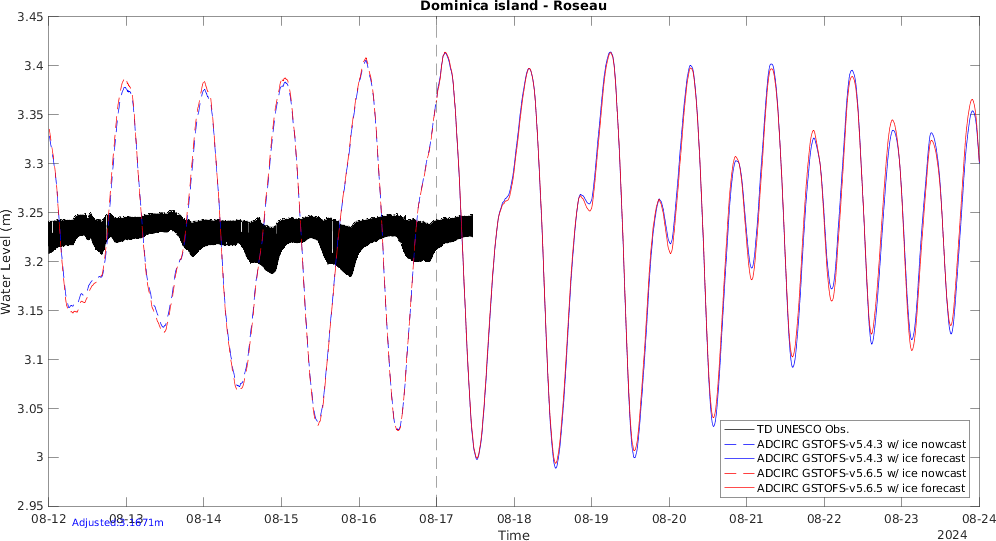 Dominica island - Roseau
3.45
3.4
3.35
3.3
3.25
3.2
3.15
3.1
3.05
3
2.95
Water Level (m)
TD UNESCO Obs.
ADCIRC GSTOFS-v5.4.3 w/ ice nowcast
ADCIRC GSTOFS-v5.4.3 w/ ice forecast
ADCIRC GSTOFS-v5.6.5 w/ ice nowcast
ADCIRC GSTOFS-v5.6.5 w/ ice forecast
08-12 08-13 08-14 08-15 08-16 08-17 08-18 08-19 08-20 08-21 08-22 08-23 08-24
Adjusted:3.1671m
Time
2024